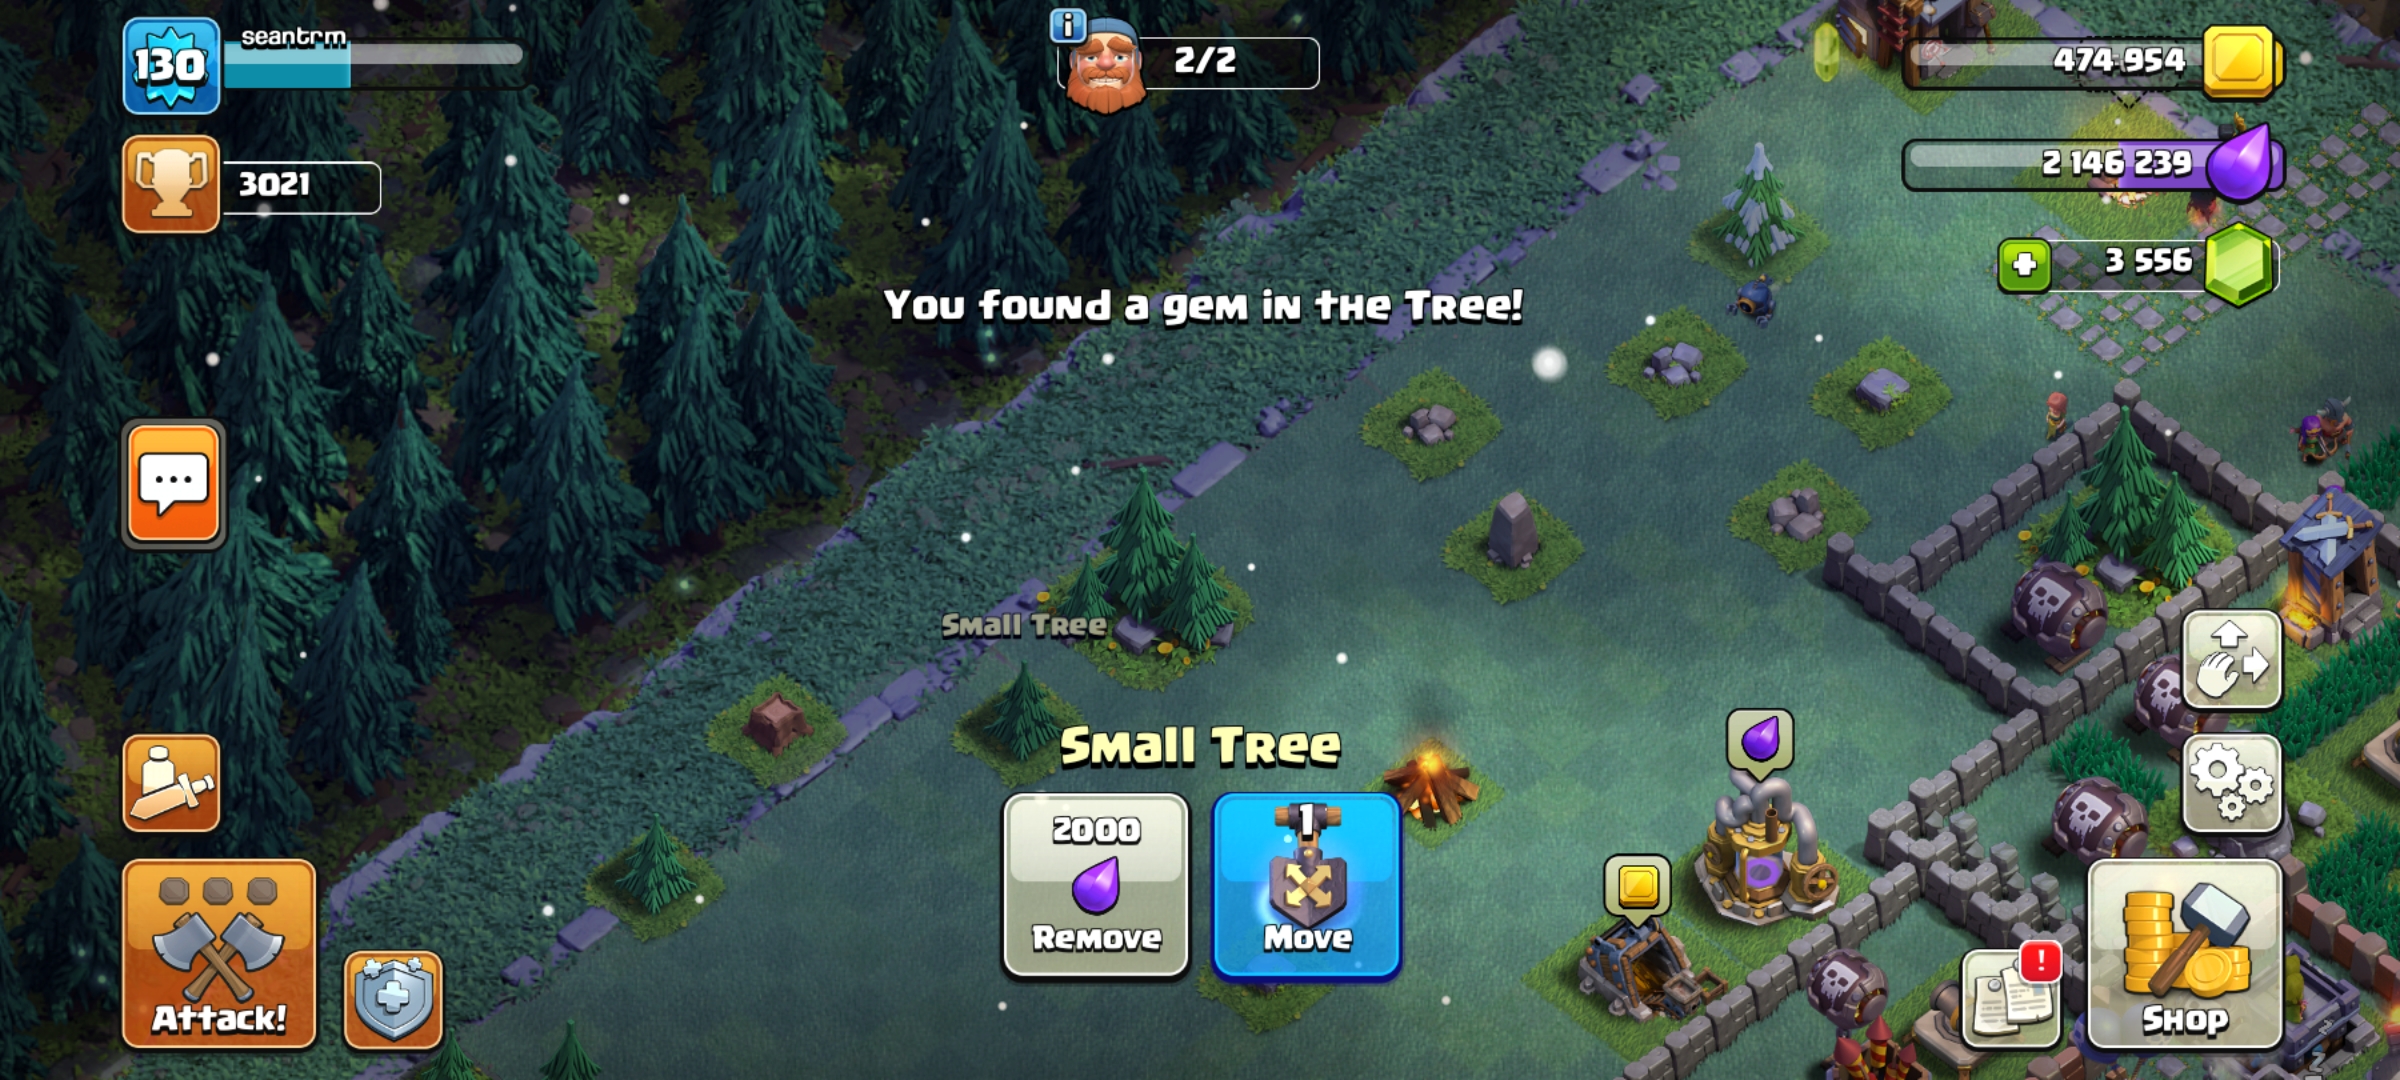 130
seantrm
i
2/2
474 954
3021
2 146 239
3 556
You found a gem in the Tree!
Small Tree
Small Tree
2000
Remove
1
Move
Attack!
!
Shop
Z
Z